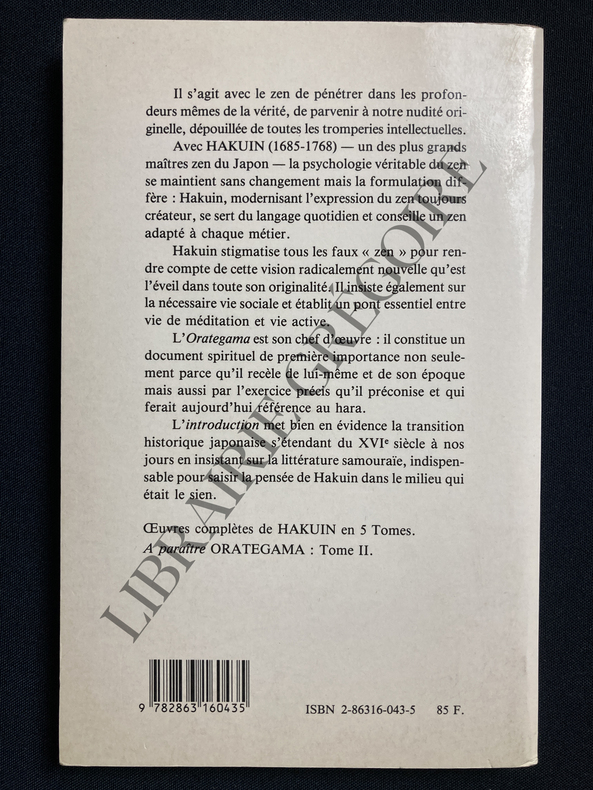 Il s'agit avec le zen de pénétrer dans les profon-
deurs mêmes de la vérité, de parvenir à notre nudité ori-
ginelle, dépouillée de toutes les tromperies intellectuelles.
Avec HAKUIN (1685-1768) — un des plus grands
maîtres zen du Japon — la psychologie véritable du zen
se maintient sans changement mais la formulation dif-
fère : Hakuin, modernisant l'expression du zen toujours
créateur, se sert du langage quotidien et conseille un zen
adapté à chaque métier.
Hakuin stigmatise tous les faux « zen » pour ren-
dre compte de cette vision radicalement nouvelle qu'est
l'éveil dans toute son originalité. Il insiste également sur
la nécessaire vie sociale et établit un pont essentiel entre
vie de méditation et vie active.
L'Orategama est son chef d'œuvre : il constitue un
document spirituel de première importance non seule-
ment parce qu'il recèle de lui-même et de son époque
mais aussi par l'exercice précis qu'il préconise et qui
ferait aujourd'hui référence au hara.
L'introduction met bien en évidence la transition
historique japonaise s'étendant du XVIe siècle à nos
jours en insistant sur la littérature samouraïe, indispen-
sable pour saisir la pensée de Hakuin dans le milieu qui
était le sien.
Œuvres complètes de HAKUIN en 5 Tomes.
A paraître ORATEGAMA : Tome II.
9 782863 160435
ISBN 2-86316-043-5 85 F.
LIBRAIRIE GRÉGOIRE